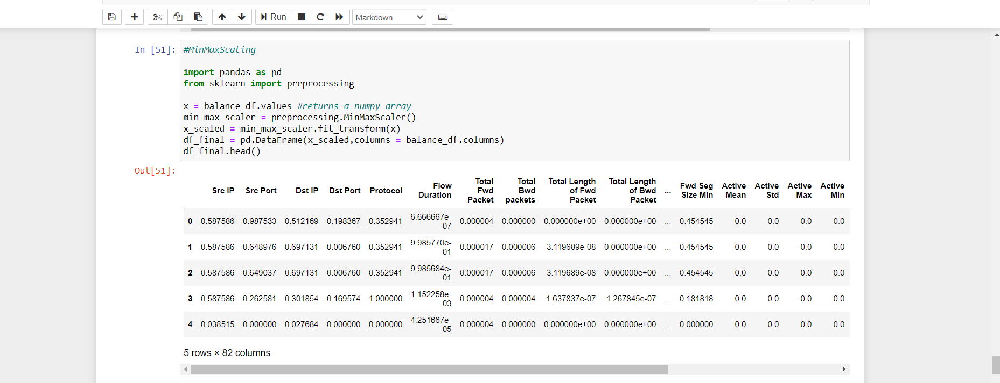 Run
Markdown
In [51]:
#MinMaxScaling
import pandas as pd
from sklearn import preprocessing
x = balance_df.values #returns a numpy array
min_max_scaler = preprocessing.MinMaxScaler()
x_scaled = min_max_scaler.fit_transform(x)
df_final = pd.DataFrame(x_scaled,columns = balance_df.columns)
df_final.head()
Out[51]:
Src IP Src Port Dst IP Dst Port Protocol Flow Duration Total Fwd Packet Total Bwd packets Total Length of Fwd Packet Total Length of Bwd Packet ... Fwd Seg Size Min Active Mean Active Std Active Max Active Min
0 0.587586 0.987533 0.512169 0.198367 0.352941 6.666667e-07 0.000004 0.000000 0.000000e+00 0.000000e+00 ... 0.454545 0.0 0.0 0.0 0.0
1 0.587586 0.648976 0.697131 0.006760 0.352941 9.985770e-01 0.000017 0.000006 3.119689e-08 0.000000e+00 ... 0.454545 0.0 0.0 0.0 0.0
2 0.587586 0.649037 0.697131 0.006760 0.352941 9.985684e-01 0.000017 0.000006 3.119689e-08 0.000000e+00 ... 0.454545 0.0 0.0 0.0 0.0
3 0.587586 0.262581 0.301854 0.169574 1.000000 1.152258e-03 0.000004 0.000004 1.637837e-07 1.267845e-07 ... 0.181818 0.0 0.0 0.0 0.0
4 0.038515 0.000000 0.027684 0.000000 0.000000 4.251667e-05 0.000004 0.000000 0.000000e+00 0.000000e+00 ... 0.000000 0.0 0.0 0.0 0.0
5 rows × 82 columns